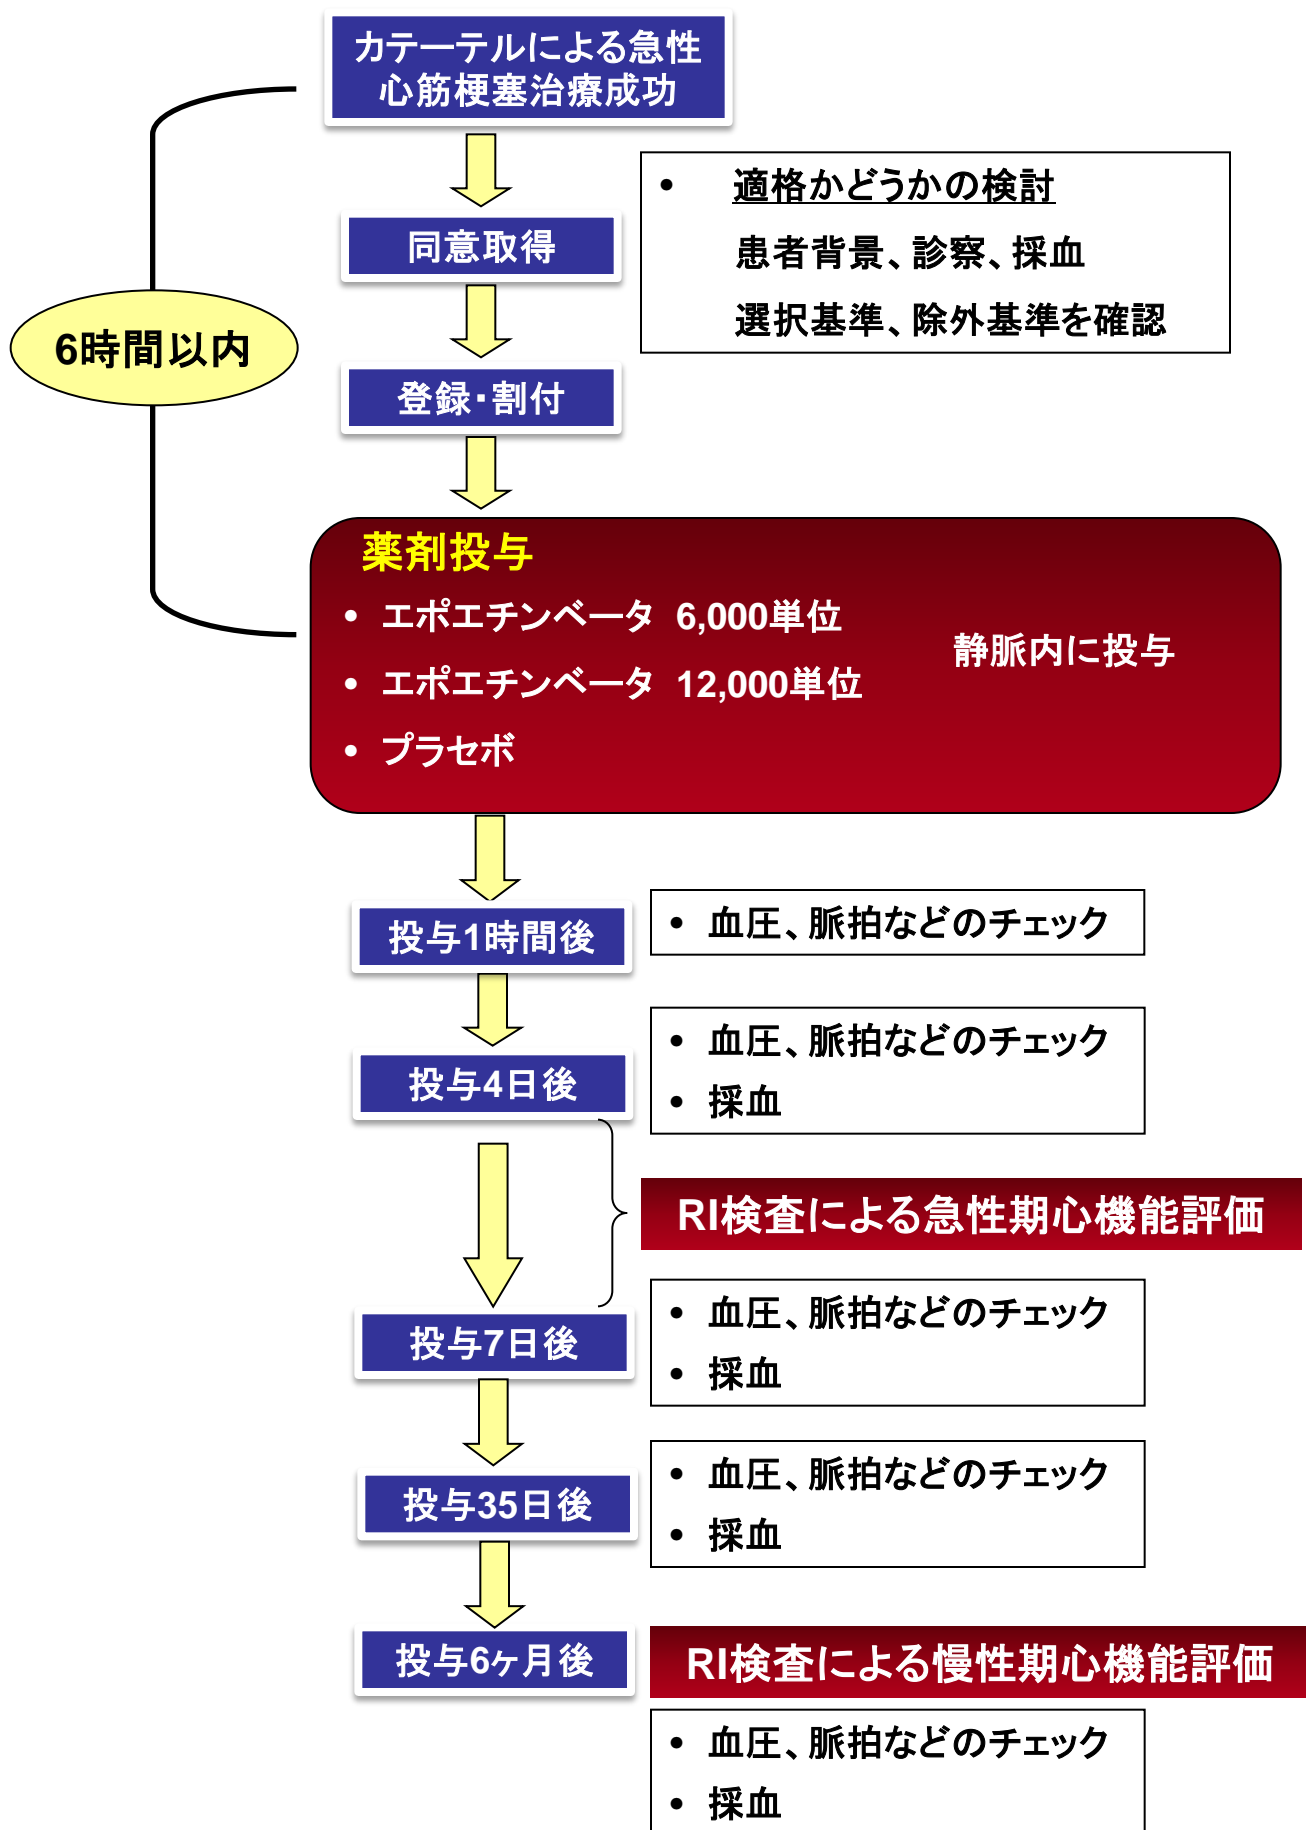 カテーテルによる急性
心筋梗塞治療成功
• 適格かどうかの検討
患者背景、診察、採血
選択基準、除外基準を確認
同意取得
6時間以内
登録・割付
薬剤投与
• エポエチンベータ 6,000単位
• エポエチンベータ 12,000単位
• プラセボ
静脈内に投与
投与1時間後
• 血圧、脈拍などのチェック
投与4日後
• 血圧、脈拍などのチェック
• 採血
RI検査による急性期心機能評価
投与7日後
• 血圧、脈拍などのチェック
• 採血
投与35日後
• 血圧、脈拍などのチェック
• 採血
投与6ヶ月後
RI検査による慢性期心機能評価
• 血圧、脈拍などのチェック
• 採血